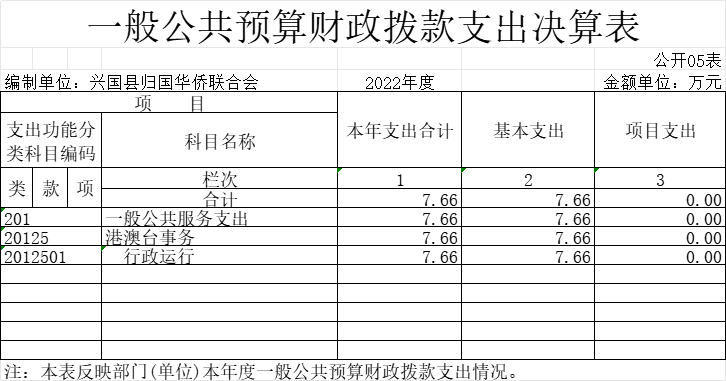 一般公共预算财政拨款支出决算表
公开05表
编制单位：兴国县归国华侨联合会 2022年度 金额单位：万元
项 目 本年支出合计 基本支出 项目支出
支出功能分类科目编码 科目名称
类 款 项 栏次 1 2 3
合计 7.66 7.66 0.00
201 一般公共服务支出 7.66 7.66 0.00
20125 港澳台事务 7.66 7.66 0.00
2012501 行政运行 7.66 7.66 0.00
注：本表反映部门(单位)本年度一般公共预算财政拨款支出情况。